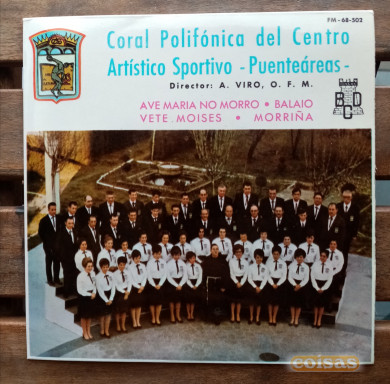 FM-68-502
Coral Polifónica del Centro
Artístico Sportivo - Puenteáreas -
Director: A. VIRO, O. F. M.
AVE MARIA NO MORRO • BALAIO
VETE MOISES • MORRIÑA
coisas